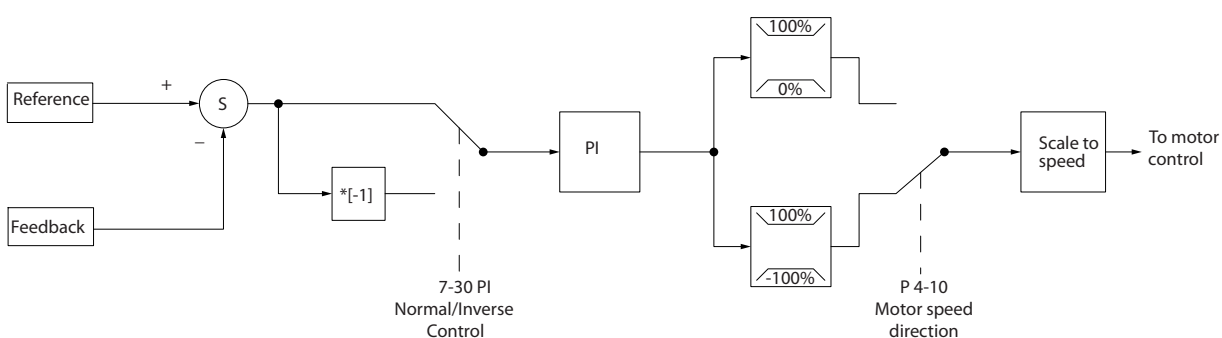 100%
0%
Reference
+
S
−
*[-1]
Feedback
PI
100%
-100%
Scale to
speed
To motor
control
7-30 PI
Normal/Inverse
Control
P 4-10
Motor speed
direction